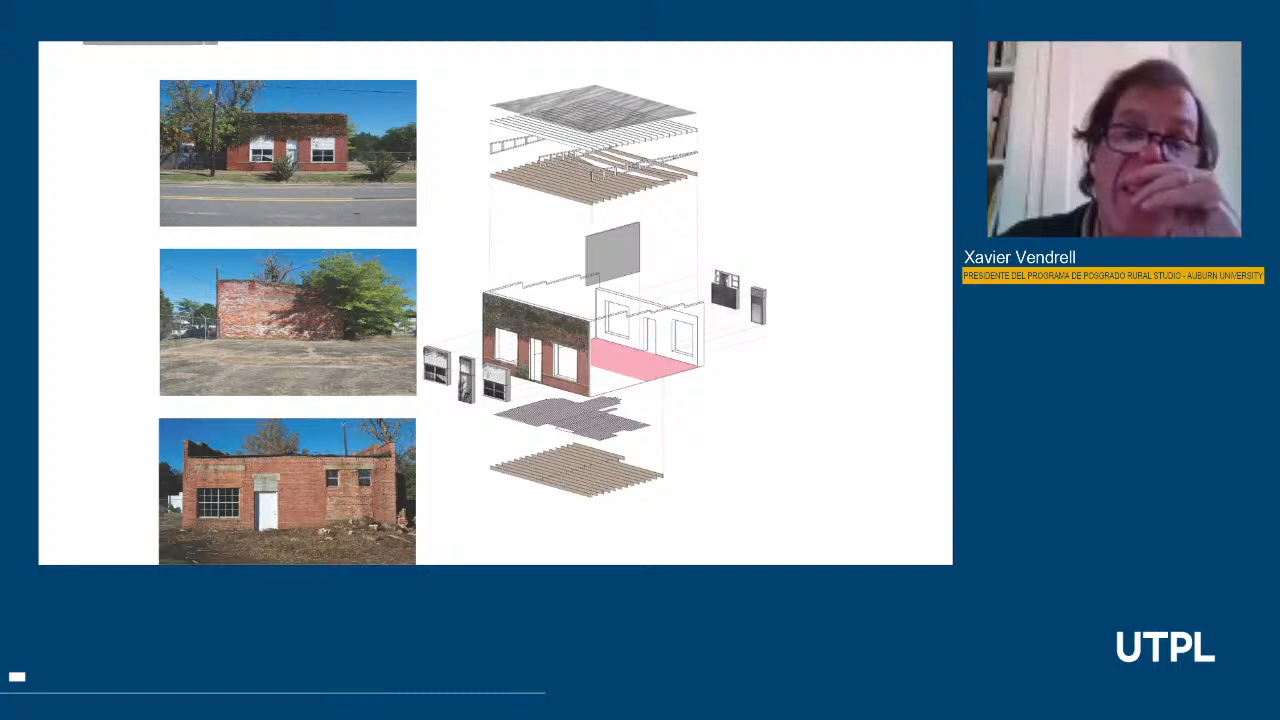 Xavier Vendrell
PRESIDENTE DEL PROGRAMA DE POSGRADO RURAL STUDIO - AUBURN UNIVERSITY
UTPL